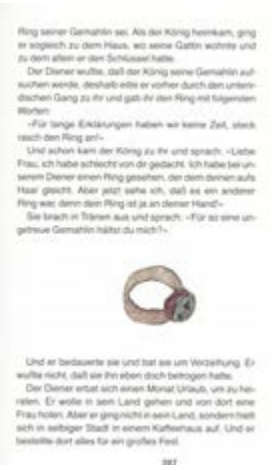 Ring seiner Gemahlin sei. Als der König heimkam, ging
er sogleich zu dem Haus, wo seine Gattin wohnte und
zu dem allein er den Schlüssel hatte.
Der Diener wußte, daß der König seine Gemahlin auf-
suchen werde, deshalb eilte er vorher durch den unterir-
dischen Gang zu ihr und gab ihr den Ring mit folgenden
Worten:
»Für lange Erklärungen haben wir keine Zeit, steck
rasch den Ring an!«
Und schon kam der König zu ihr und sprach: »Liebe
Frau, ich habe schlecht von dir gedacht. Ich habe bei un-
serem Diener einen Ring gesehen, der dem deinen aufs
Haar gleicht. Aber jetzt sehe ich, daß es ein anderer
Ring war, denn dein Ring ist ja an deiner Hand!«
Sie brach in Tränen aus und sprach: »Für so eine un-
getreue Gemahlin hältst du mich?«
Und er bedauerte sie und bat sie um Verzeihung. Er
wußte nicht, daß sie ihn eben doch betrogen hatte.
Der Diener erbat sich einen Monat Urlaub, um zu hei-
raten. Er wolle in sein Land gehen und von dort eine
Frau holen. Aber er ging nicht in sein Land, sondern hielt
sich in selbiger Stadt in einem Kaffeehaus auf. Und er
bestellte dort alles für ein großes Fest.